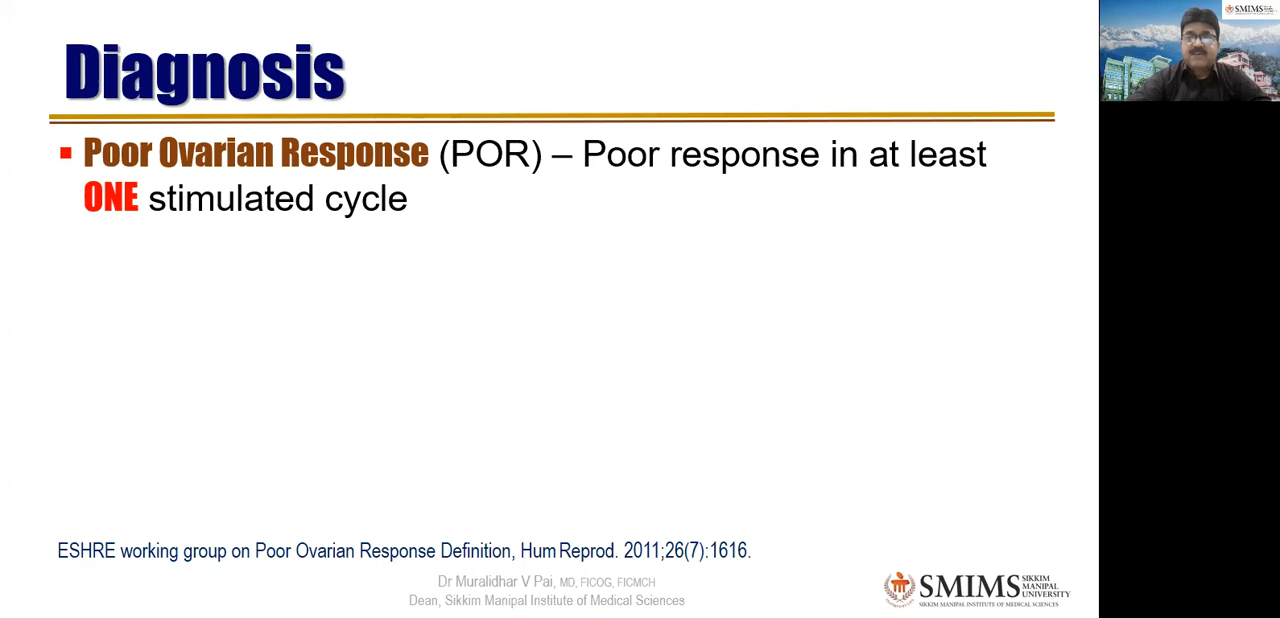 Diagnosis
Poor Ovarian Response (POR) – Poor response in at least
ONE stimulated cycle
ESHRE working group on Poor Ovarian Response Definition, Hum Reprod. 2011;26(7):1616.
Dr Muralidhar V Pai, MD, FICOG, FICMCH
Dean, Sikkim Manipal Institute of Medical Sciences
SMIMS SIKKIM
MANIPAL
UNIVERSITY
SIKKIM MANIPAL INSTITUTE OF MEDICAL SCIENCES
SMIMS